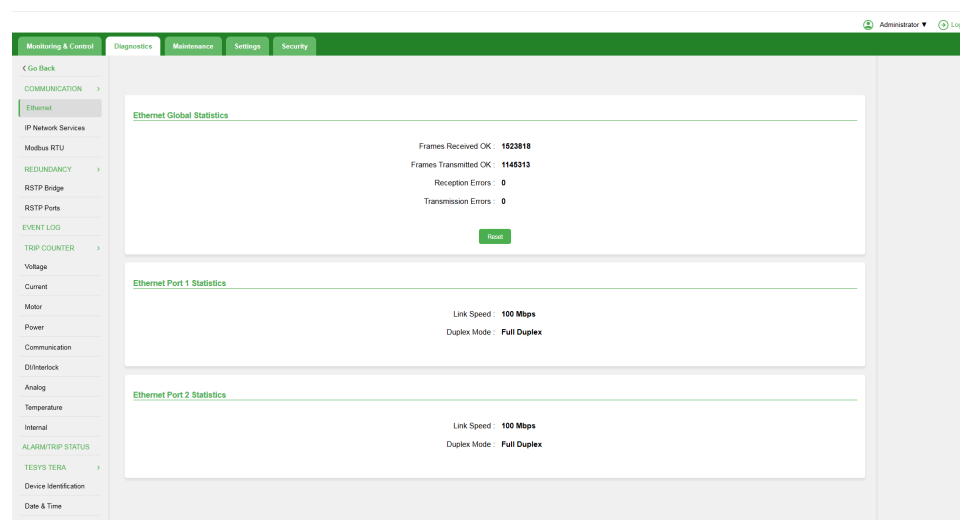 Administrator ▼ Log
Monitoring & Control Diagnostics Maintenance Settings Security
< Go Back
COMMUNICATION >
Ethernet
IP Network Services
Modbus RTU
REDUNDANCY >
RSTP Bridge
RSTP Ports
EVENT LOG
TRIP COUNTER >
Voltage
Current
Motor
Power
Communication
DI/Interlock
Analog
Temperature
Internal
ALARM/TRIP STATUS
TESYS TERA >
Device Identification
Date & Time
Ethernet Global Statistics
Frames Received OK : 1523818
Frames Transmitted OK : 1145313
Reception Errors : 0
Transmission Errors : 0
Reset
Ethernet Port 1 Statistics
Link Speed : 100 Mbps
Duplex Mode : Full Duplex
Ethernet Port 2 Statistics
Link Speed : 100 Mbps
Duplex Mode : Full Duplex